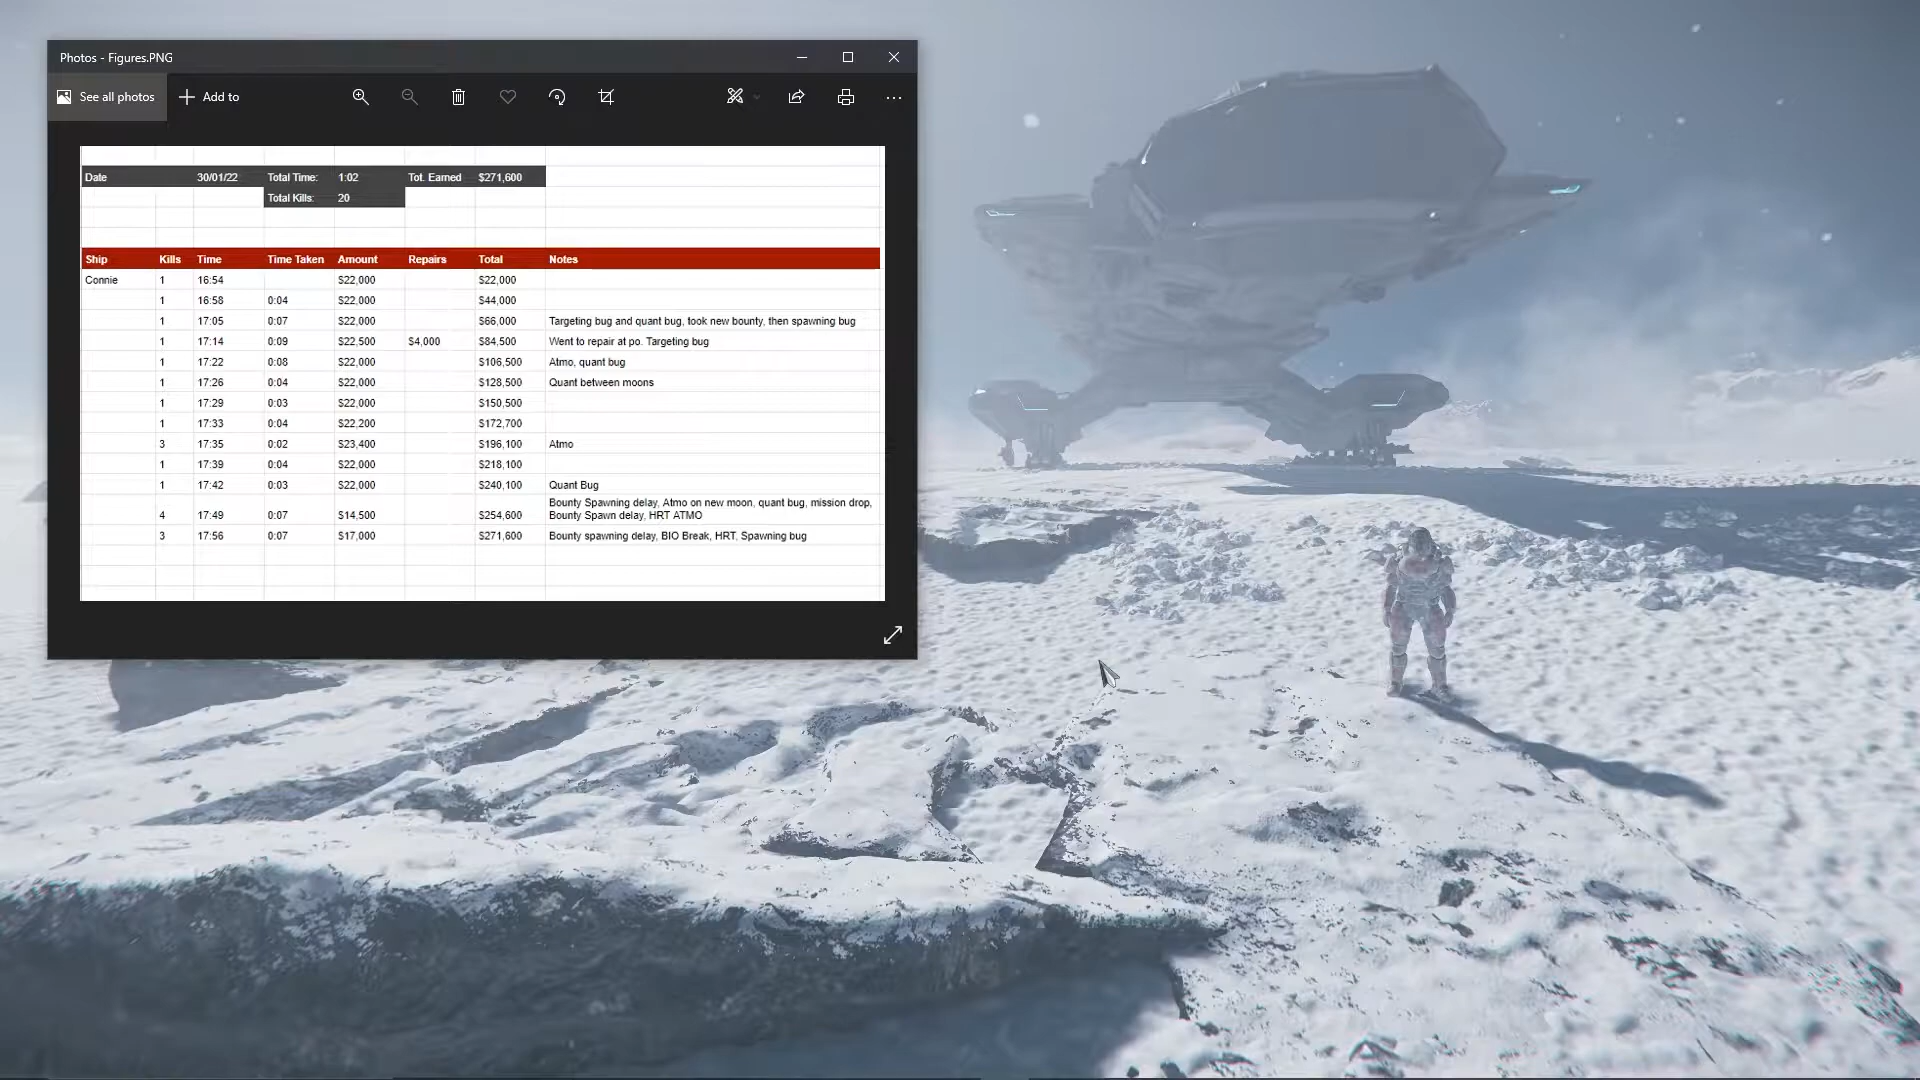 Photos - Figures.PNG
See all photos Add to
Date 30/01/22 Total Time: 1:02 Tot. Earned $271,600
Total Kills: 20
Ship Kills Time Time Taken Amount Repairs Total Notes
Connie 1 16:54 $22,000 $22,000
1 16:58 0:04 $22,000 $44,000
1 17:05 0:07 $22,000 $66,000 Targeting bug and quant bug, took new bounty, then spawning bug
1 17:14 0:09 $22,500 $4,000 $84,500 Went to repair at po. Targeting bug
1 17:22 0:08 $22,000 $106,500 Atmo, quant bug
1 17:26 0:04 $22,000 $128,500 Quant between moons
1 17:29 0:03 $22,000 $150,500
1 17:33 0:04 $22,200 $172,700
3 17:35 0:02 $23,400 $196,100 Atmo
1 17:39 0:04 $22,000 $218,100
1 17:42 0:03 $22,000 $240,100 Quant Bug
Bounty Spawning delay, Atmo on new moon, quant bug, mission drop,
4 17:49 0:07 $14,500 $254,600 Bounty Spawn delay, HRT ATMO
3 17:56 0:07 $17,000 $271,600 Bounty spawning delay, BIO Break, HRT, Spawning bug